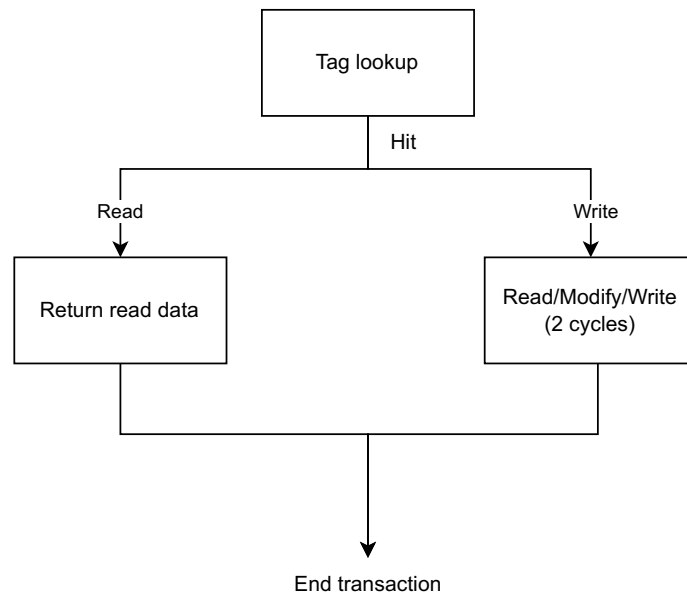 Tag lookup
Hit
Read
Write
Return read data
Read/Modify/Write
(2 cycles)
End transaction